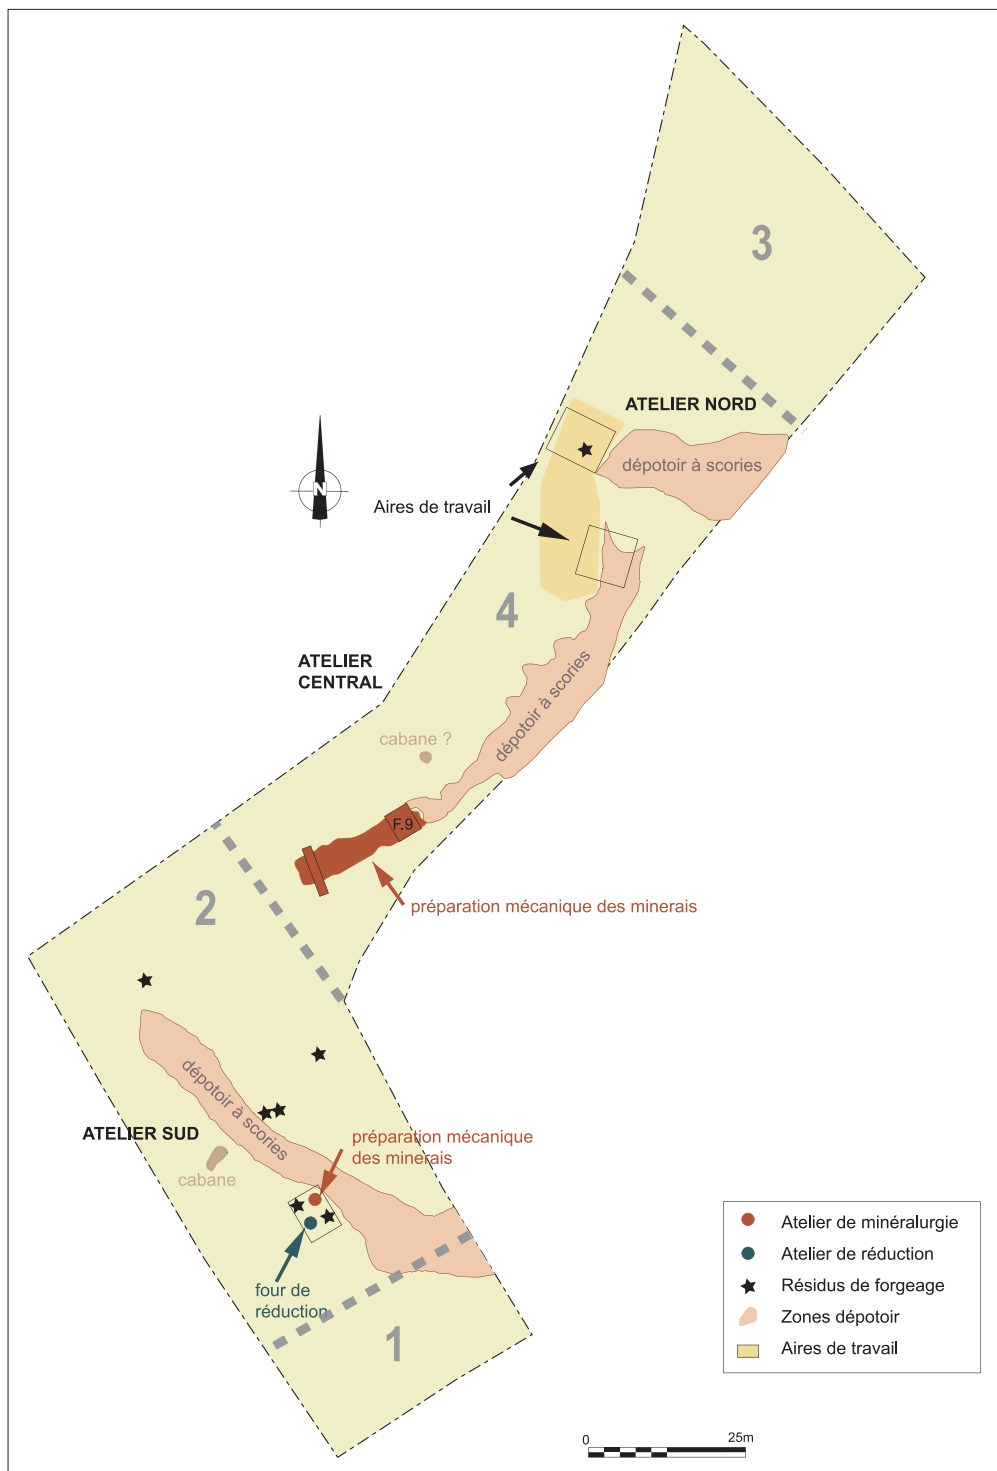 3
ATELIER NORD
dépotoir à scories
N
Aires de travail
4
ATELIER
CENTRAL
dépotoir à scories
cabane ?
F.9
2
préparation mécanique des minerais
dépotoir à scories
ATELIER SUD
préparation mécanique
des minerais
cabane
four de
réduction
1
Atelier de minéralurgie
Atelier de réduction
Résidus de forgeage
Zones dépotoir
Aires de travail
0
25m